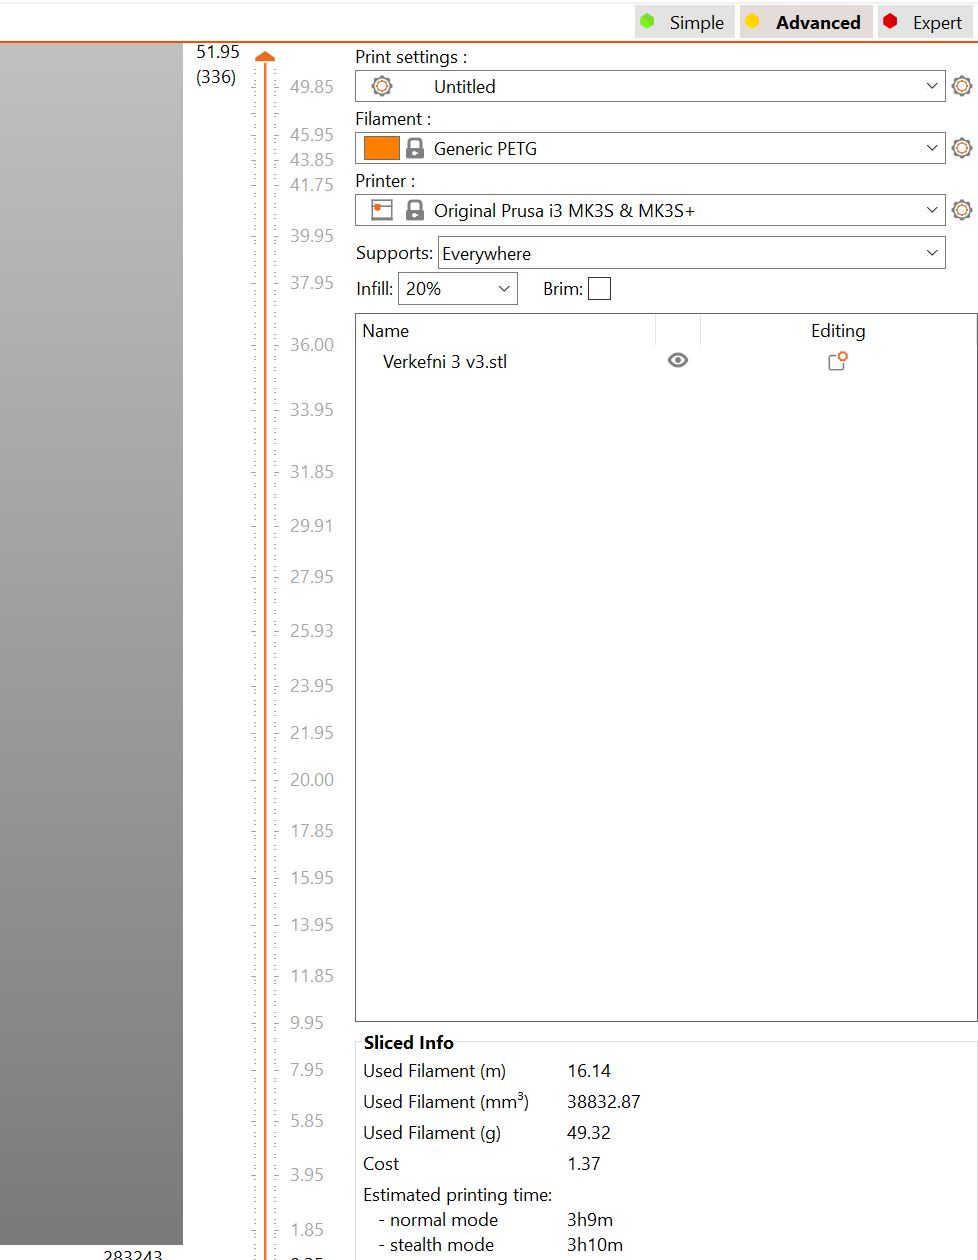 Simple
Advanced
Expert
51.95
(336)
49.85
45.95
43.85
41.75
39.95
37.95
36.00
33.95
31.85
29.91
27.95
25.93
23.95
21.95
20.00
17.85
15.95
13.95
11.85
9.95
7.95
5.85
3.95
1.85
283243
Print settings :
Untitled
Filament :
Generic PETG
Printer :
Original Prusa i3 MK3S & MK3S+
Supports: Everywhere
Infill: 20% Brim:
Name Editing
Verkefni 3 v3.stl
Sliced Info
Used Filament (m) 16.14
Used Filament (mm³) 38832.87
Used Filament (g) 49.32
Cost 1.37
Estimated printing time:
- normal mode 3h9m
- stealth mode 3h10m